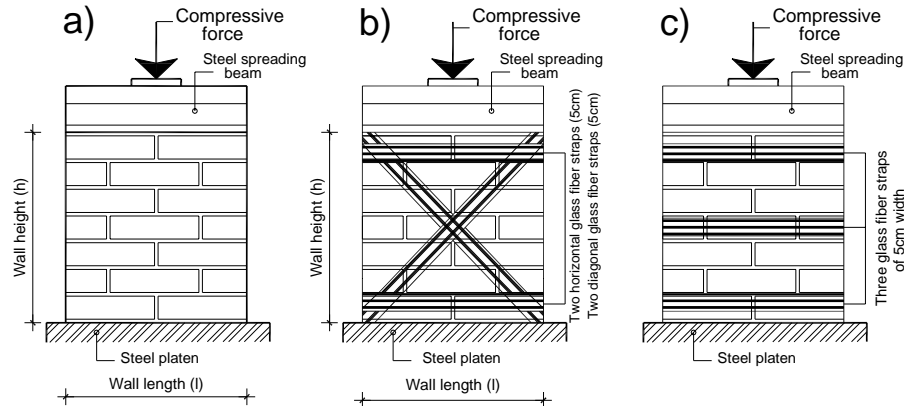 a)
Compressive
force
Steel spreading
beam
Wall height (h)
Steel platen
Wall length (l)
b)
Compressive
force
Steel spreading
beam
Wall height (h)
Two horizontal glass fiber straps (5cm)
Two diagonal glass fiber straps (5cm)
Steel platen
Wall length (l)
c)
Compressive
force
Steel spreading
beam
Three glass fiber straps
of 5cm width
Steel platen